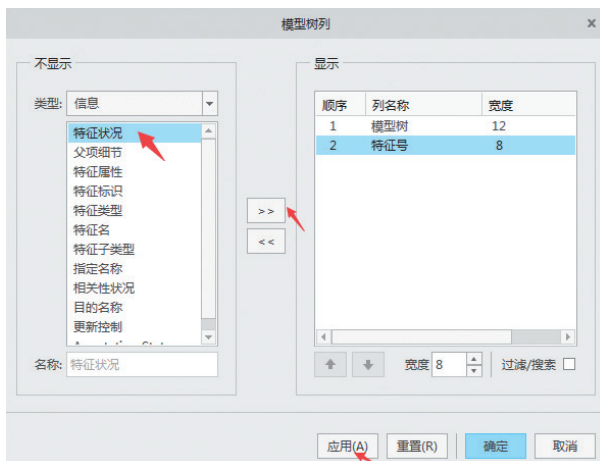 模型树列
不显示
类型: 信息
特征状况
父项细节
特征属性
特征标识
特征类型
特征名
特征子类型
指定名称
相关性状况
目的名称
更新控制
名称: 特征状况
>>
<<
显示
顺序 列名称 宽度
1 模型树 12
2 特征号 8
宽度 8 过滤/搜索
应用(A) 重置(R) 确定 取消